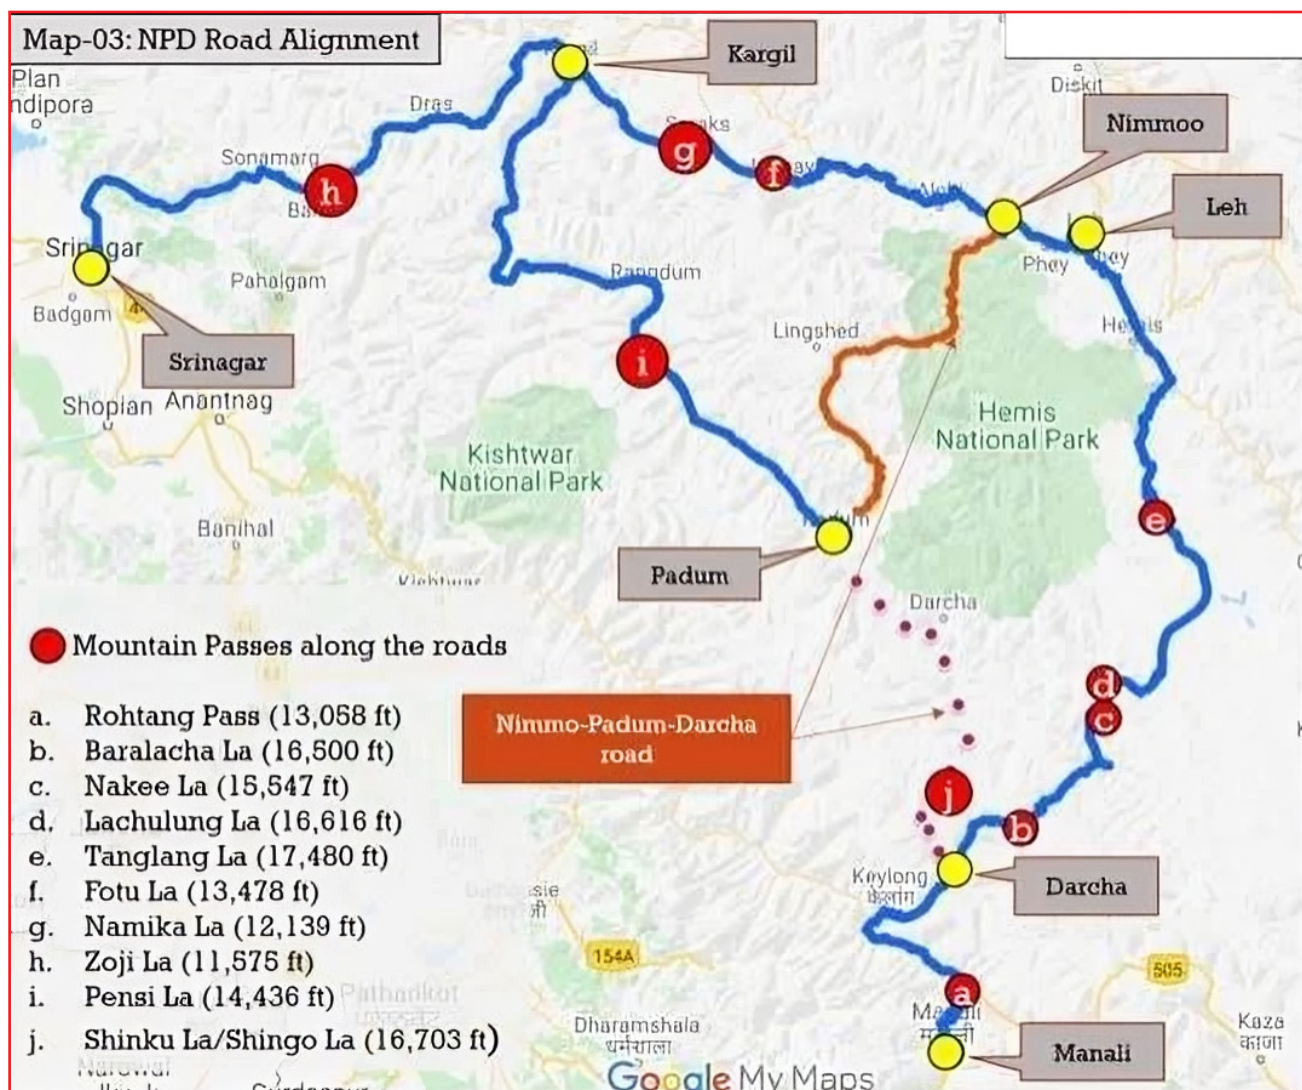 Map-03: NPD Road Alignment
Plan
ndipora
Kargil
Diskit
Dras
Nimmoo
Sonamarg
h
g
f
Leh
Srinagar
Phey
Pahalgam
Rangdum
Badgam
Lingshed
Srinagar
i
Shopian
Anantnag
Hemis
National Park
Kishtwar
National Park
e
Banihal
Padum
Darcha
Mountain Passes along the roads
d
c
Nimmo-Padum-Darcha
road
a. Rohtang Pass (13,058 ft)
b. Baralacha La (16,500 ft)
c. Nakee La (15,547 ft)
d. Lachulung La (16,616 ft)
e. Tanglang La (17,480 ft)
f. Fotu La (13,478 ft)
g. Namika La (12,139 ft)
h. Zoji La (11,575 ft)
i. Pensi La (14,436 ft)
j. Shinku La/Shingo La (16,703 ft)
j
b
Keylong
केलांग
Darcha
154A
505
a
Pathankot
Dharamshala
धर्मशाला
Kaza
काजा
Manali
Google My Maps